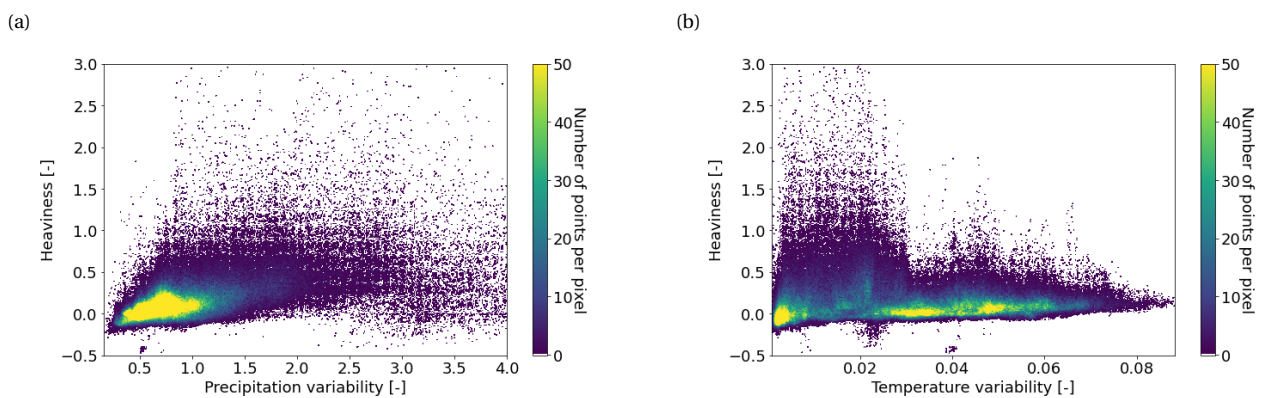 (a)
3.0
2.5
2.0
1.5
1.0
0.5
0.0
−0.5
Heaviness [-]
0.5 1.0 1.5 2.0 2.5 3.0 3.5 4.0
Precipitation variability [-]
50
40
30
20
10
0
Number of points per pixel
(b)
3.0
2.5
2.0
1.5
1.0
0.5
0.0
−0.5
Heaviness [-]
0.02 0.04 0.06 0.08
Temperature variability [-]
50
40
30
20
10
0
Number of points per pixel